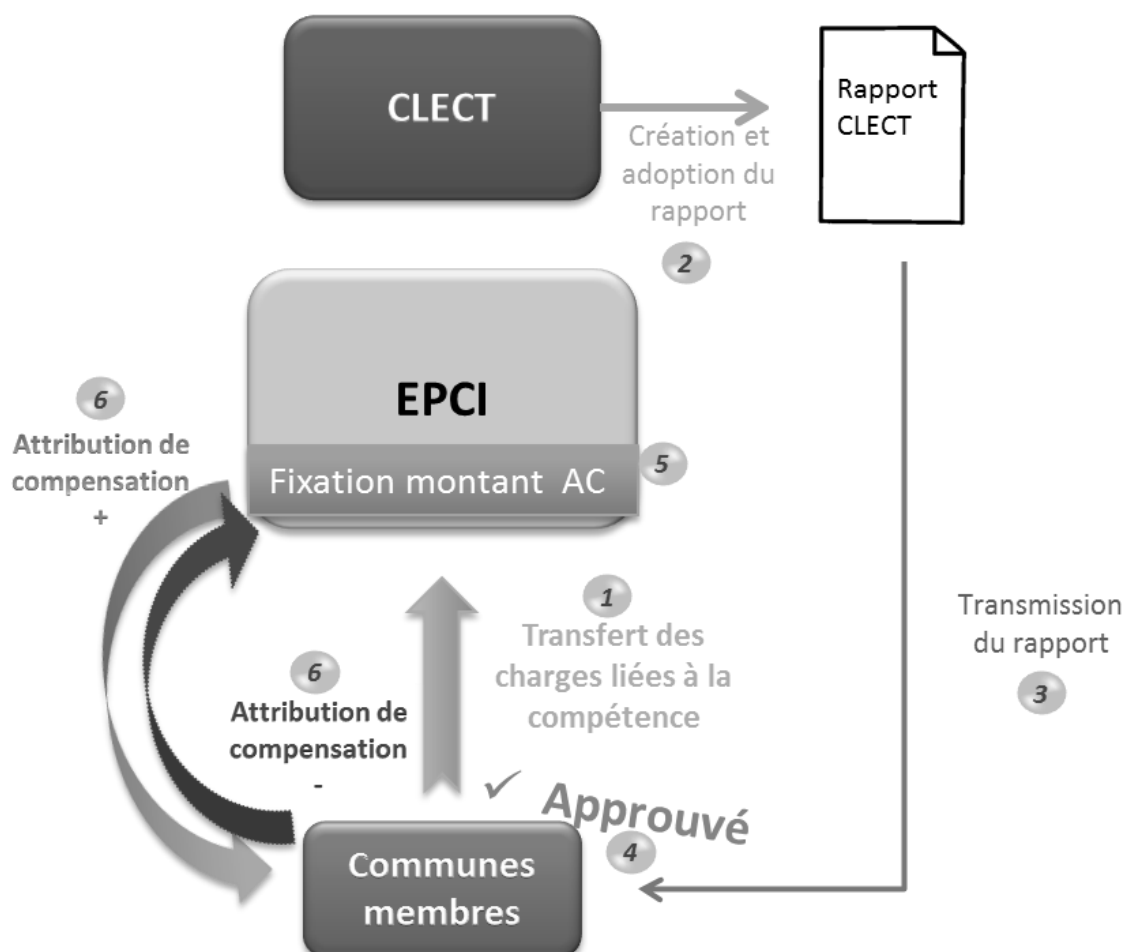 CLECT
Création et
adoption du
rapport
2
Rapport
CLECT
EPCI
Fixation montant AC
5
6
Attribution de
compensation
+
1
Transfert des
charges liées à la
compétence
6
Attribution de
compensation
-
Transmission
du rapport
3
✓ Approuvé
4
Communes
membres